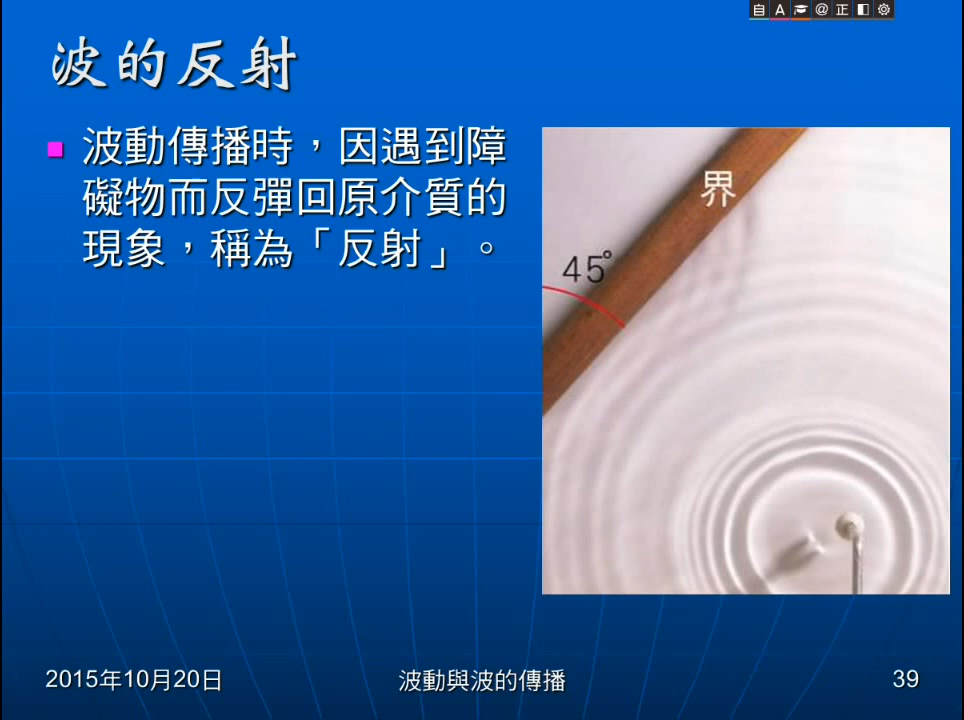 自 A @ 正
波的反射
波動傳播時，因遇到障
礙物而反彈回原介質的
現象，稱為「反射」。
界
45°
2015年10月20日
波動與波的傳播
39